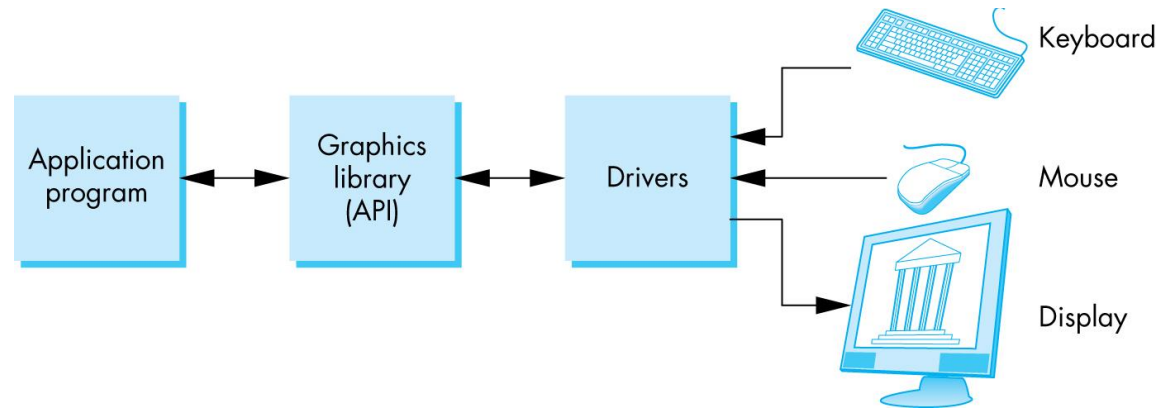 Keyboard
Application
program
Graphics
library
(API)
Drivers
Mouse
Display